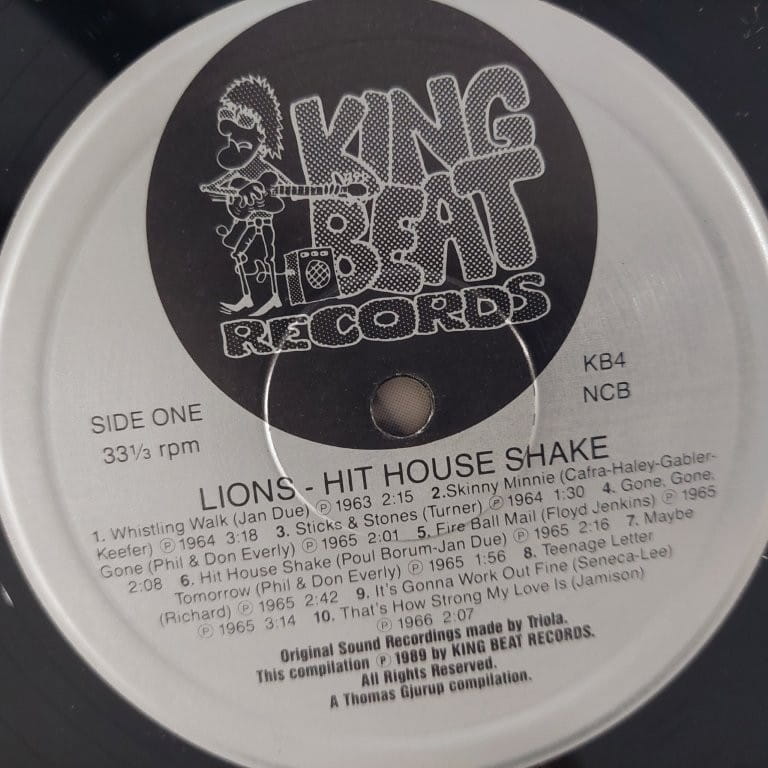 KING
BEAT
RECORDS
KB4
NCB
SIDE ONE
33⅓ rpm
LIONS - HIT HOUSE SHAKE
1. Whistling Walk (Jan Due) Ⓟ 1963 2:15 2.Skinny Minnie (Cafra-Haley-Gabler-
Keefer) Ⓟ 1964 3:18 3. Sticks & Stones (Turner) Ⓟ 1964 1:30 4. Gone, Gone,
Gone (Phil & Don Everly) Ⓟ 1965 2:01 5. Fire Ball Mail (Floyd Jenkins) Ⓟ 1965
2:08 6. Hit House Shake (Poul Borum-Jan Due) Ⓟ 1965 2:16 7. Maybe
Tomorrow (Phil & Don Everly) Ⓟ 1965 1:56 8. Teenage Letter
(Richard) Ⓟ 1965 2:42 9. It's Gonna Work Out Fine (Seneca-Lee)
Ⓟ 1965 3:14 10. That's How Strong My Love Is (Jamison)
Ⓟ 1966 2:07
Original Sound Recordings made by Triola.
This compilation Ⓟ 1989 by KING BEAT RECORDS.
All Rights Reserved.
A Thomas Gjurup compilation.